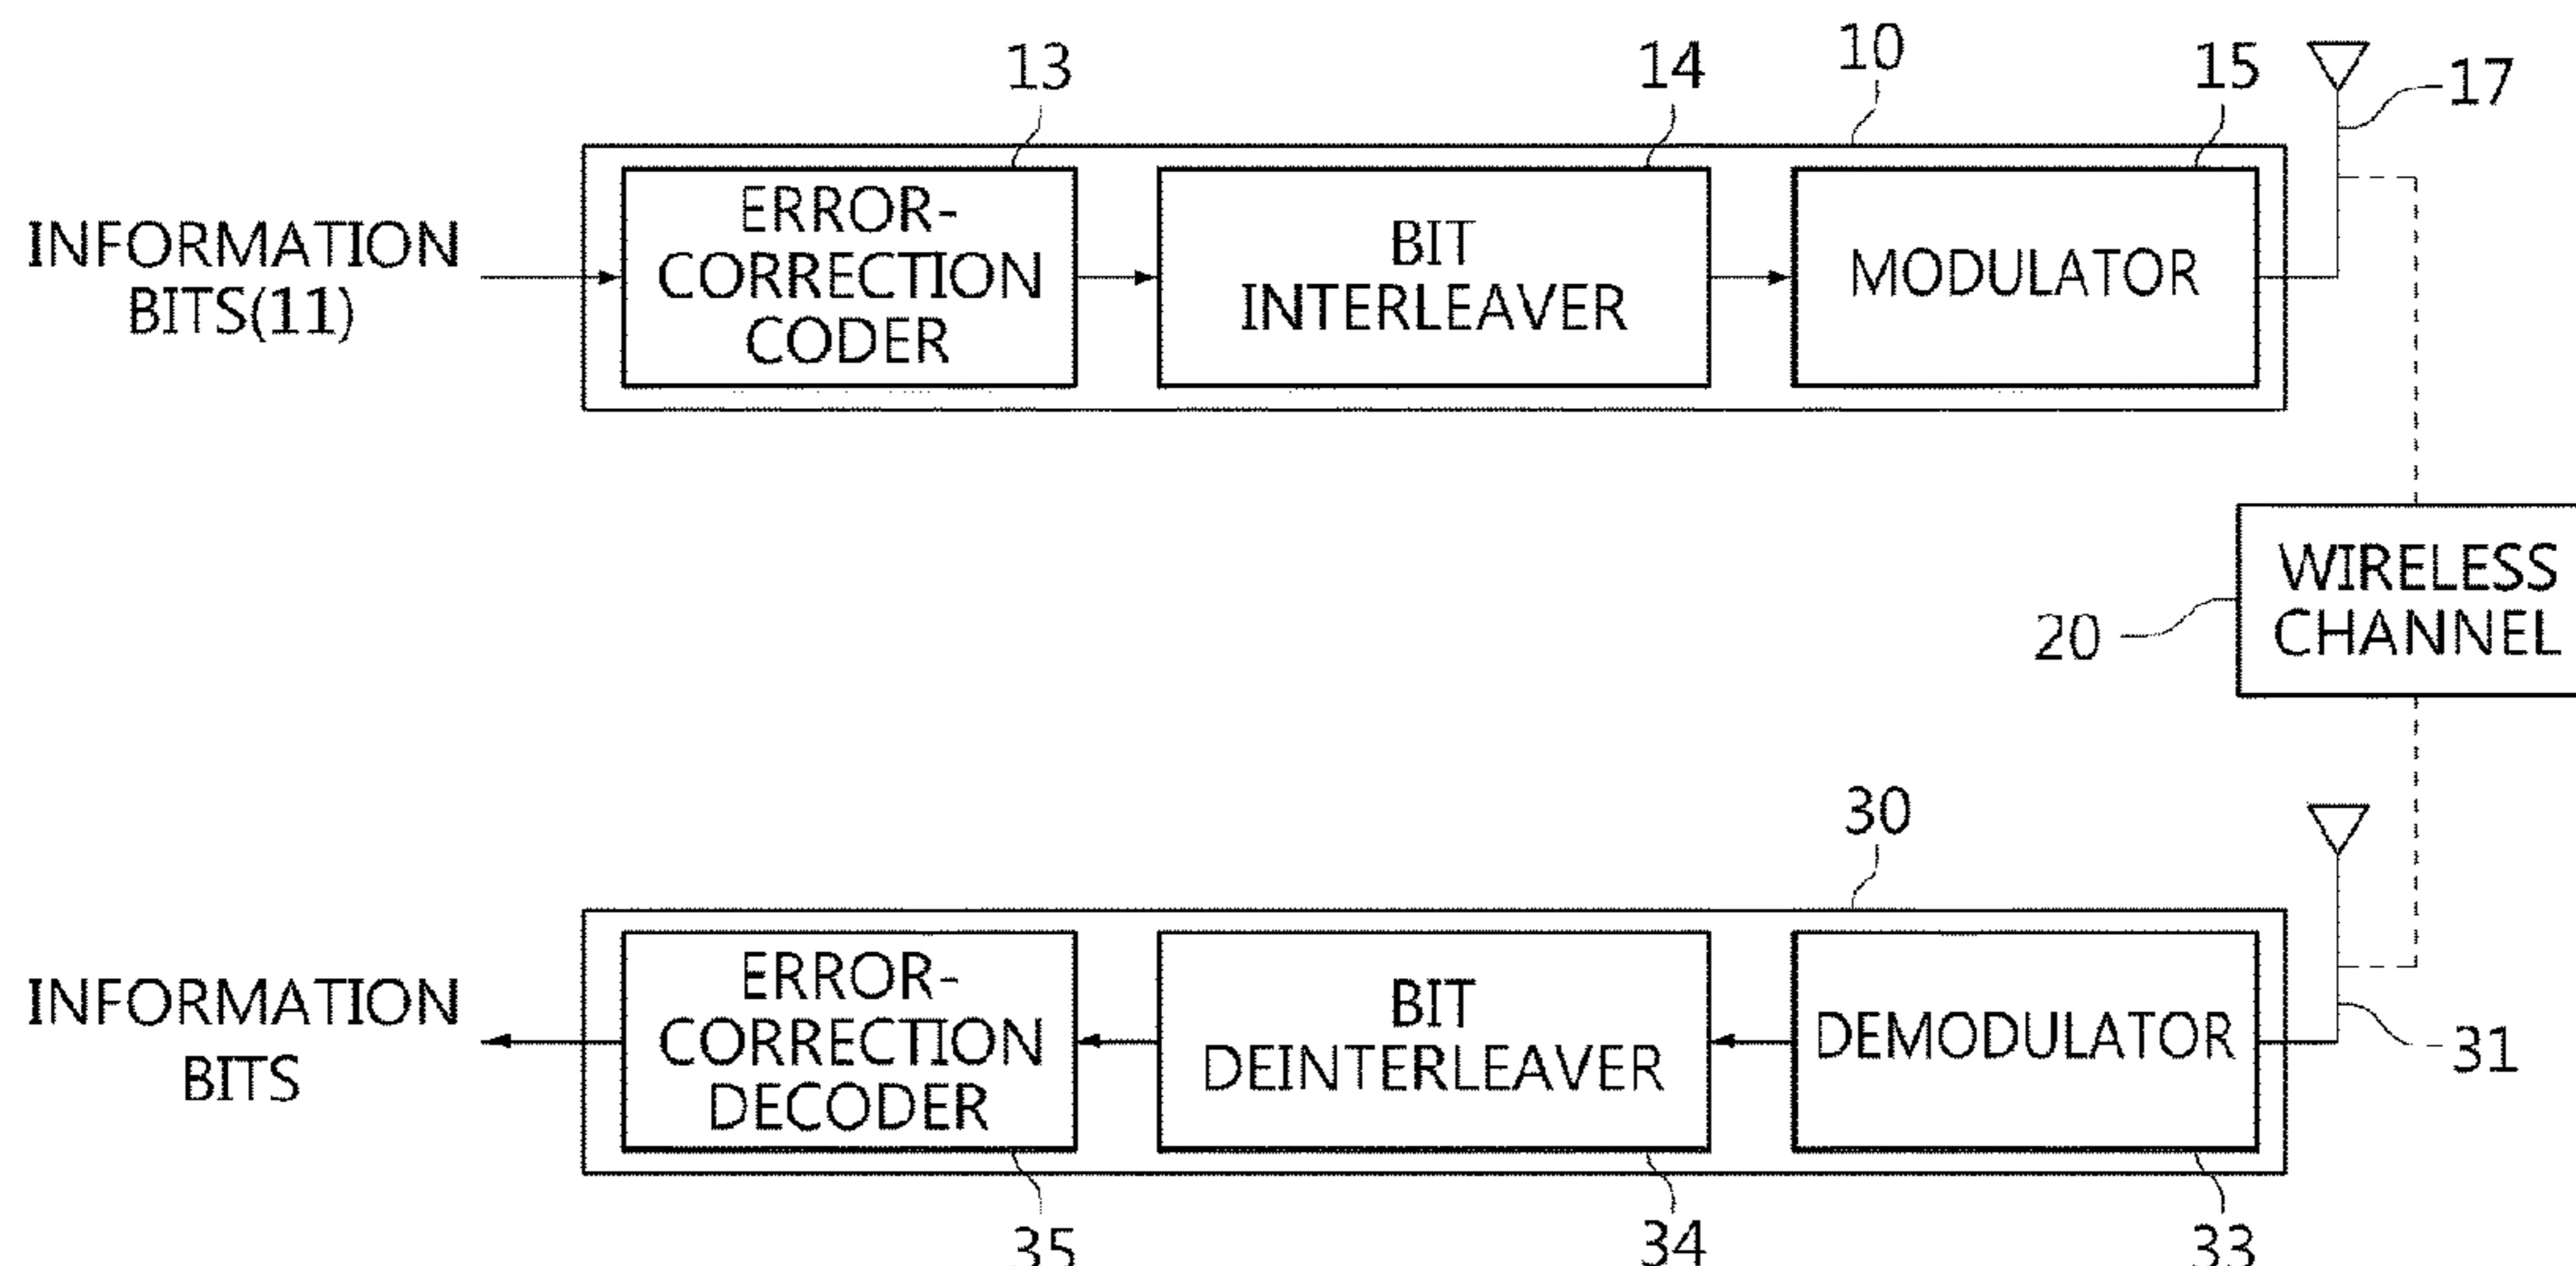 13
14
10
15
17
INFORMATION
BITS(11)
ERROR-
CORRECTION
CODER
BIT
INTERLEAVER
MODULATOR
WIRELESS
CHANNEL
20
30
INFORMATION
BITS
ERROR-
CORRECTION
DECODER
BIT
DEINTERLEAVER
DEMODULATOR
31
35
34
33